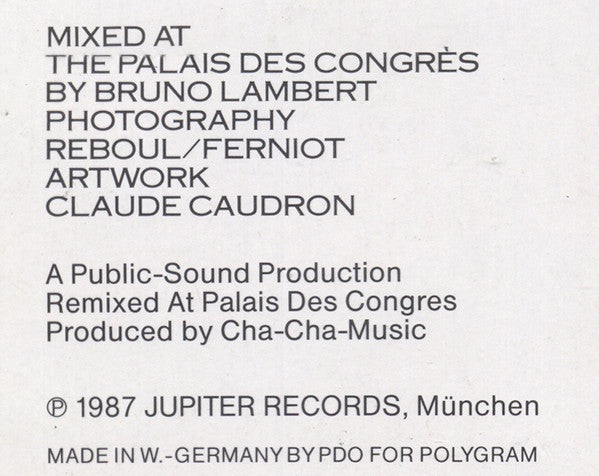 MIXED AT
THE PALAIS DES CONGRÈS
BY BRUNO LAMBERT
PHOTOGRAPHY
REBOUL/FERNIOT
ARTWORK
CLAUDE CAUDRON
A Public-Sound Production
Remixed At Palais Des Congres
Produced by Cha-Cha-Music
℗ 1987 JUPITER RECORDS, München
MADE IN W.-GERMANY BY PDO FOR POLYGRAM